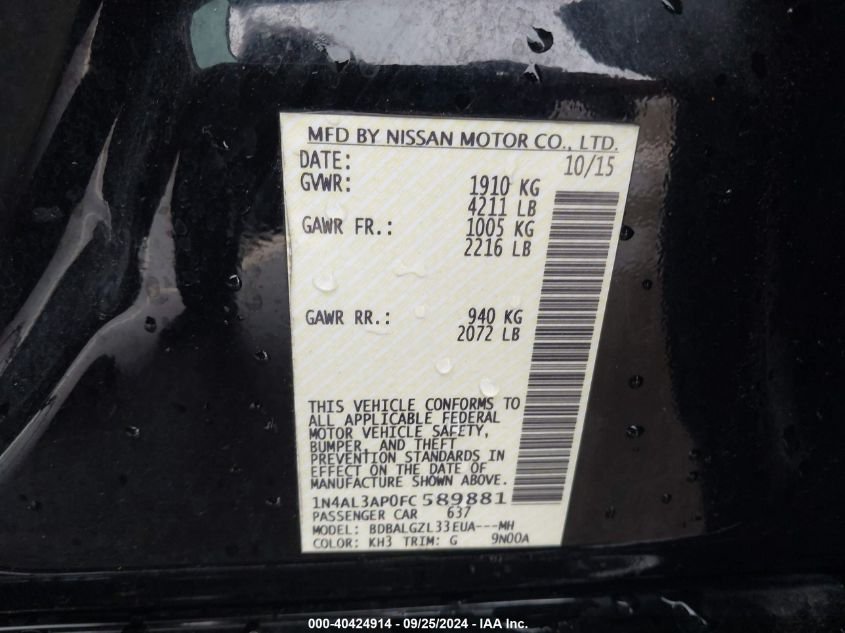 MFD BY NISSAN MOTOR CO., LTD.
DATE: 10/15
GVWR: 1910 KG
4211 LB
GAWR FR.: 1005 KG
2216 LB
GAWR RR.: 940 KG
2072 LB
THIS VEHICLE CONFORMS TO
ALL APPLICABLE FEDERAL
MOTOR VEHICLE SAFETY,
BUMPER, AND THEFT
PREVENTION STANDARDS IN
EFFECT ON THE DATE OF
MANUFACTURE SHOWN ABOVE.
1N4AL3AP0FC 589881
PASSENGER CAR 637
MODEL: BDBALGZL33EUA---MH
COLOR: KH3 TRIM: G 9N00A
000-40424914 - 09/25/2024 - IAA Inc.